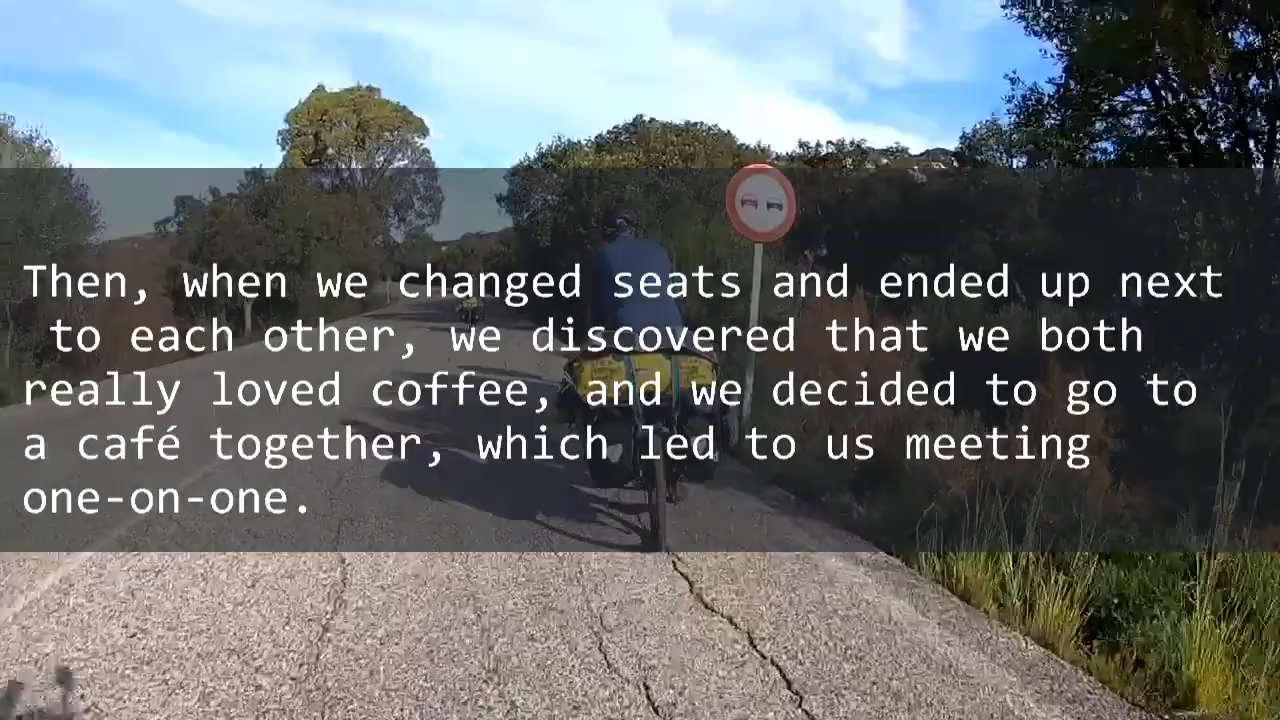 Then, when we changed seats and ended up next
to each other, we discovered that we both
really loved coffee, and we decided to go to
a café together, which led to us meeting
one-on-one.